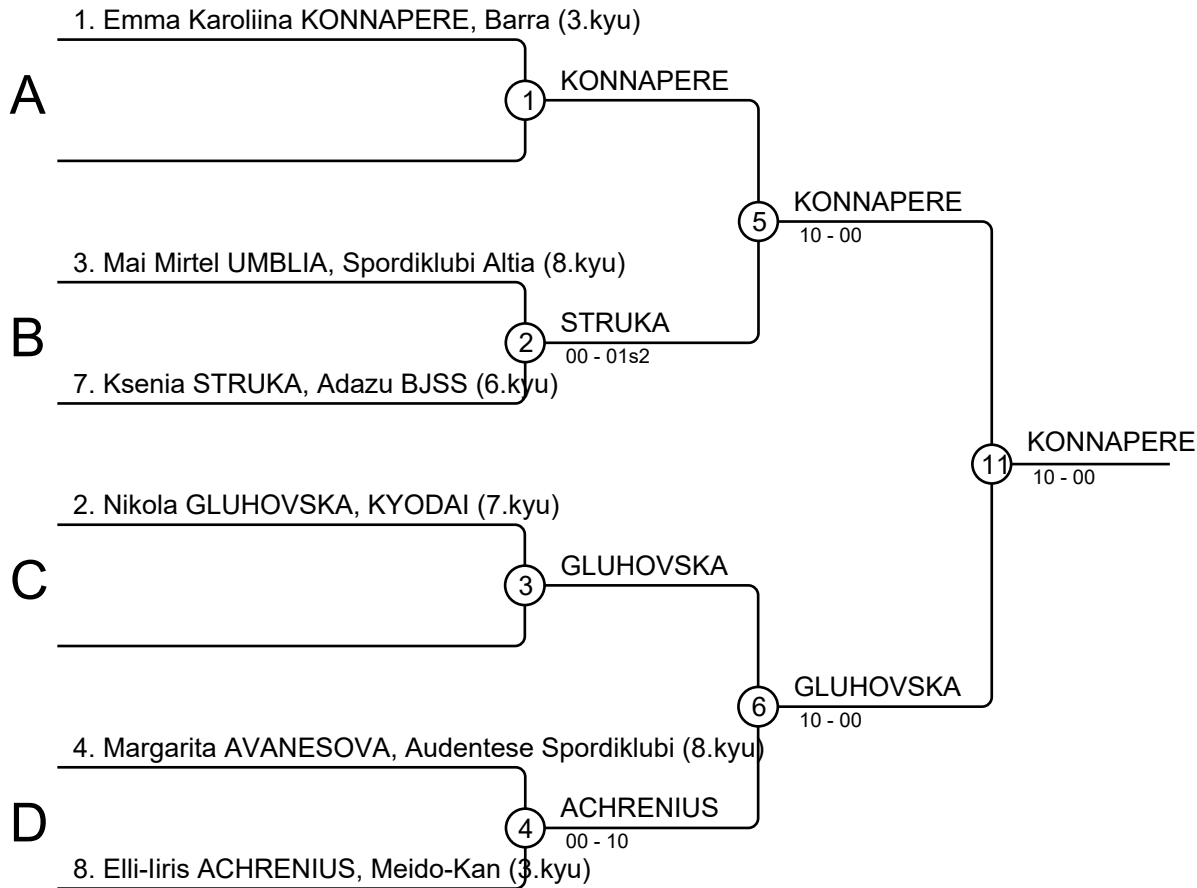 1. Emma Karoliina KONNAPERE, Barra (3.kyu)
A
1
KONNAPERE
5
KONNAPERE
10 - 00
3. Mai Mirtel UMBLIA, Spordiklubi Altia (8.kyu)
B
2
STRUKA
00 - 01s2
7. Ksenia STRUKA, Adazu BJSS (6.kyu)
11
KONNAPERE
10 - 00
2. Nikola GLUHOVSKA, KYODAI (7.kyu)
C
3
GLUHOVSKA
6
GLUHOVSKA
10 - 00
4. Margarita AVANESOVA, Audentese Spordiklubi (8.kyu)
D
4
ACHRENIUS
00 - 10
8. Elli-Iiris ACHRENIUS, Meido-Kan (3.kyu)